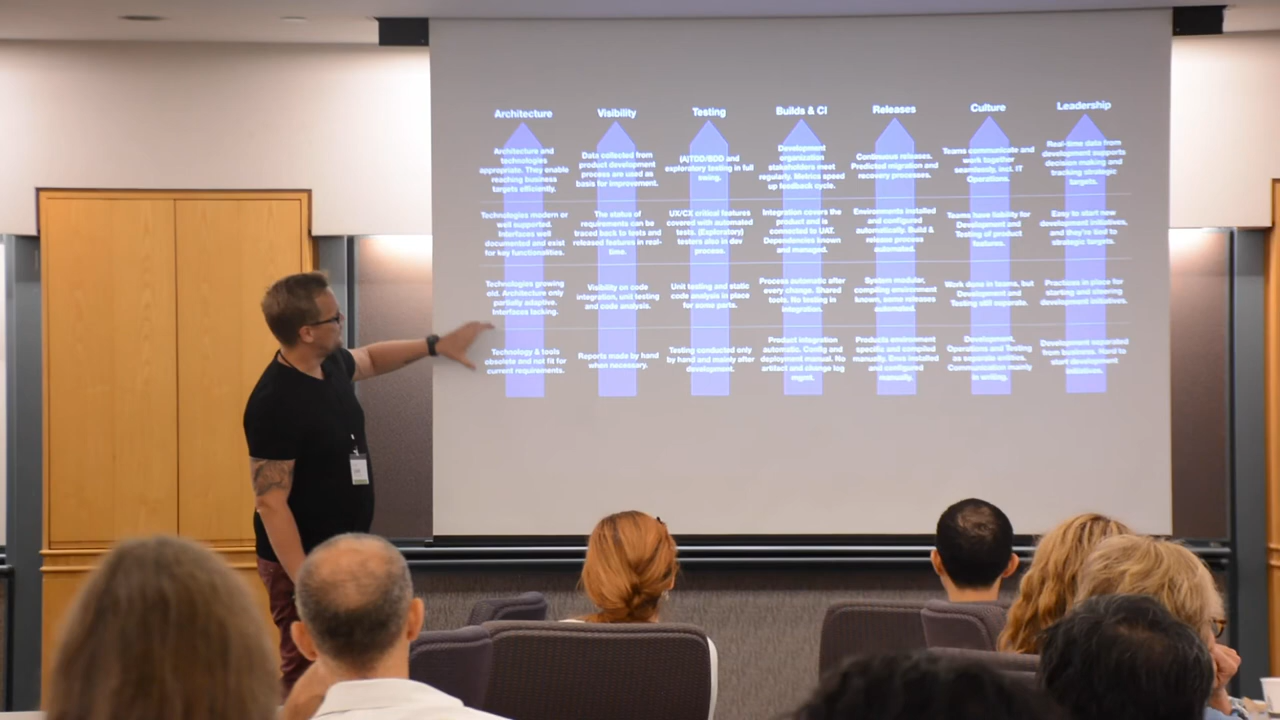 Architecture
Visibility
Testing
Builds & CI
Releases
Culture
Leadership
Architecture and
technologies
appropriate. They enable
reaching business
targets efficiently.
Data collected from
product development
process are used as
basis for improvement.
(A)TDD/BDD and
exploratory testing in full
swing.
Development
organization
stakeholders meet
regularly. Metrics speed
up feedback cycle.
Continuous releases.
Predicted migration and
recovery processes.
Teams communicate and
work together
seamlessly, incl. IT
Operations.
Real-time data from
development supports
decision making and
tracking strategic
targets.
Technologies modern or
well supported.
Interfaces well
documented and exist
for key functionalities.
The status of
requirements can be
traced back to tests and
released features in real-
time.
UX/CX critical features
covered with automated
tests. (Exploratory)
testers also in dev
process.
Integration covers the
product and is
connected to UAT.
Dependencies known
and managed.
Environments installed
and configured
automatically. Build &
release process
automated.
Teams have liability for
Development and
Testing of product
features.
Easy to start new
development initiatives,
and they're tied to
strategic targets.
Technologies growing
old. Architecture only
partially adaptive.
Interfaces lacking.
Visibility on code
integration, unit testing
and code analysis.
Unit testing and static
code analysis in place
for some parts.
Process automatic after
every change. Shared
tools. No testing in
integration.
System modular,
compiling environment
known, some releases
automated.
Work done in teams, but
Development and
Testing still separate.
Practices in place for
starting and steering
development initiatives.
Technology & tools
obsolete and not fit for
current requirements.
Reports made by hand
when necessary.
Testing conducted only
by hand and mainly after
development.
Product integration
automatic. Config and
deployment manual. No
artifact and change log
mgmt.
Products environment
specific and compiled
manually. Envs installed
and configured
manually.
Development,
Operations and Testing
as separate entities.
Communication mainly
in writing.
Development separated
from business. Hard to
start development
initiatives.